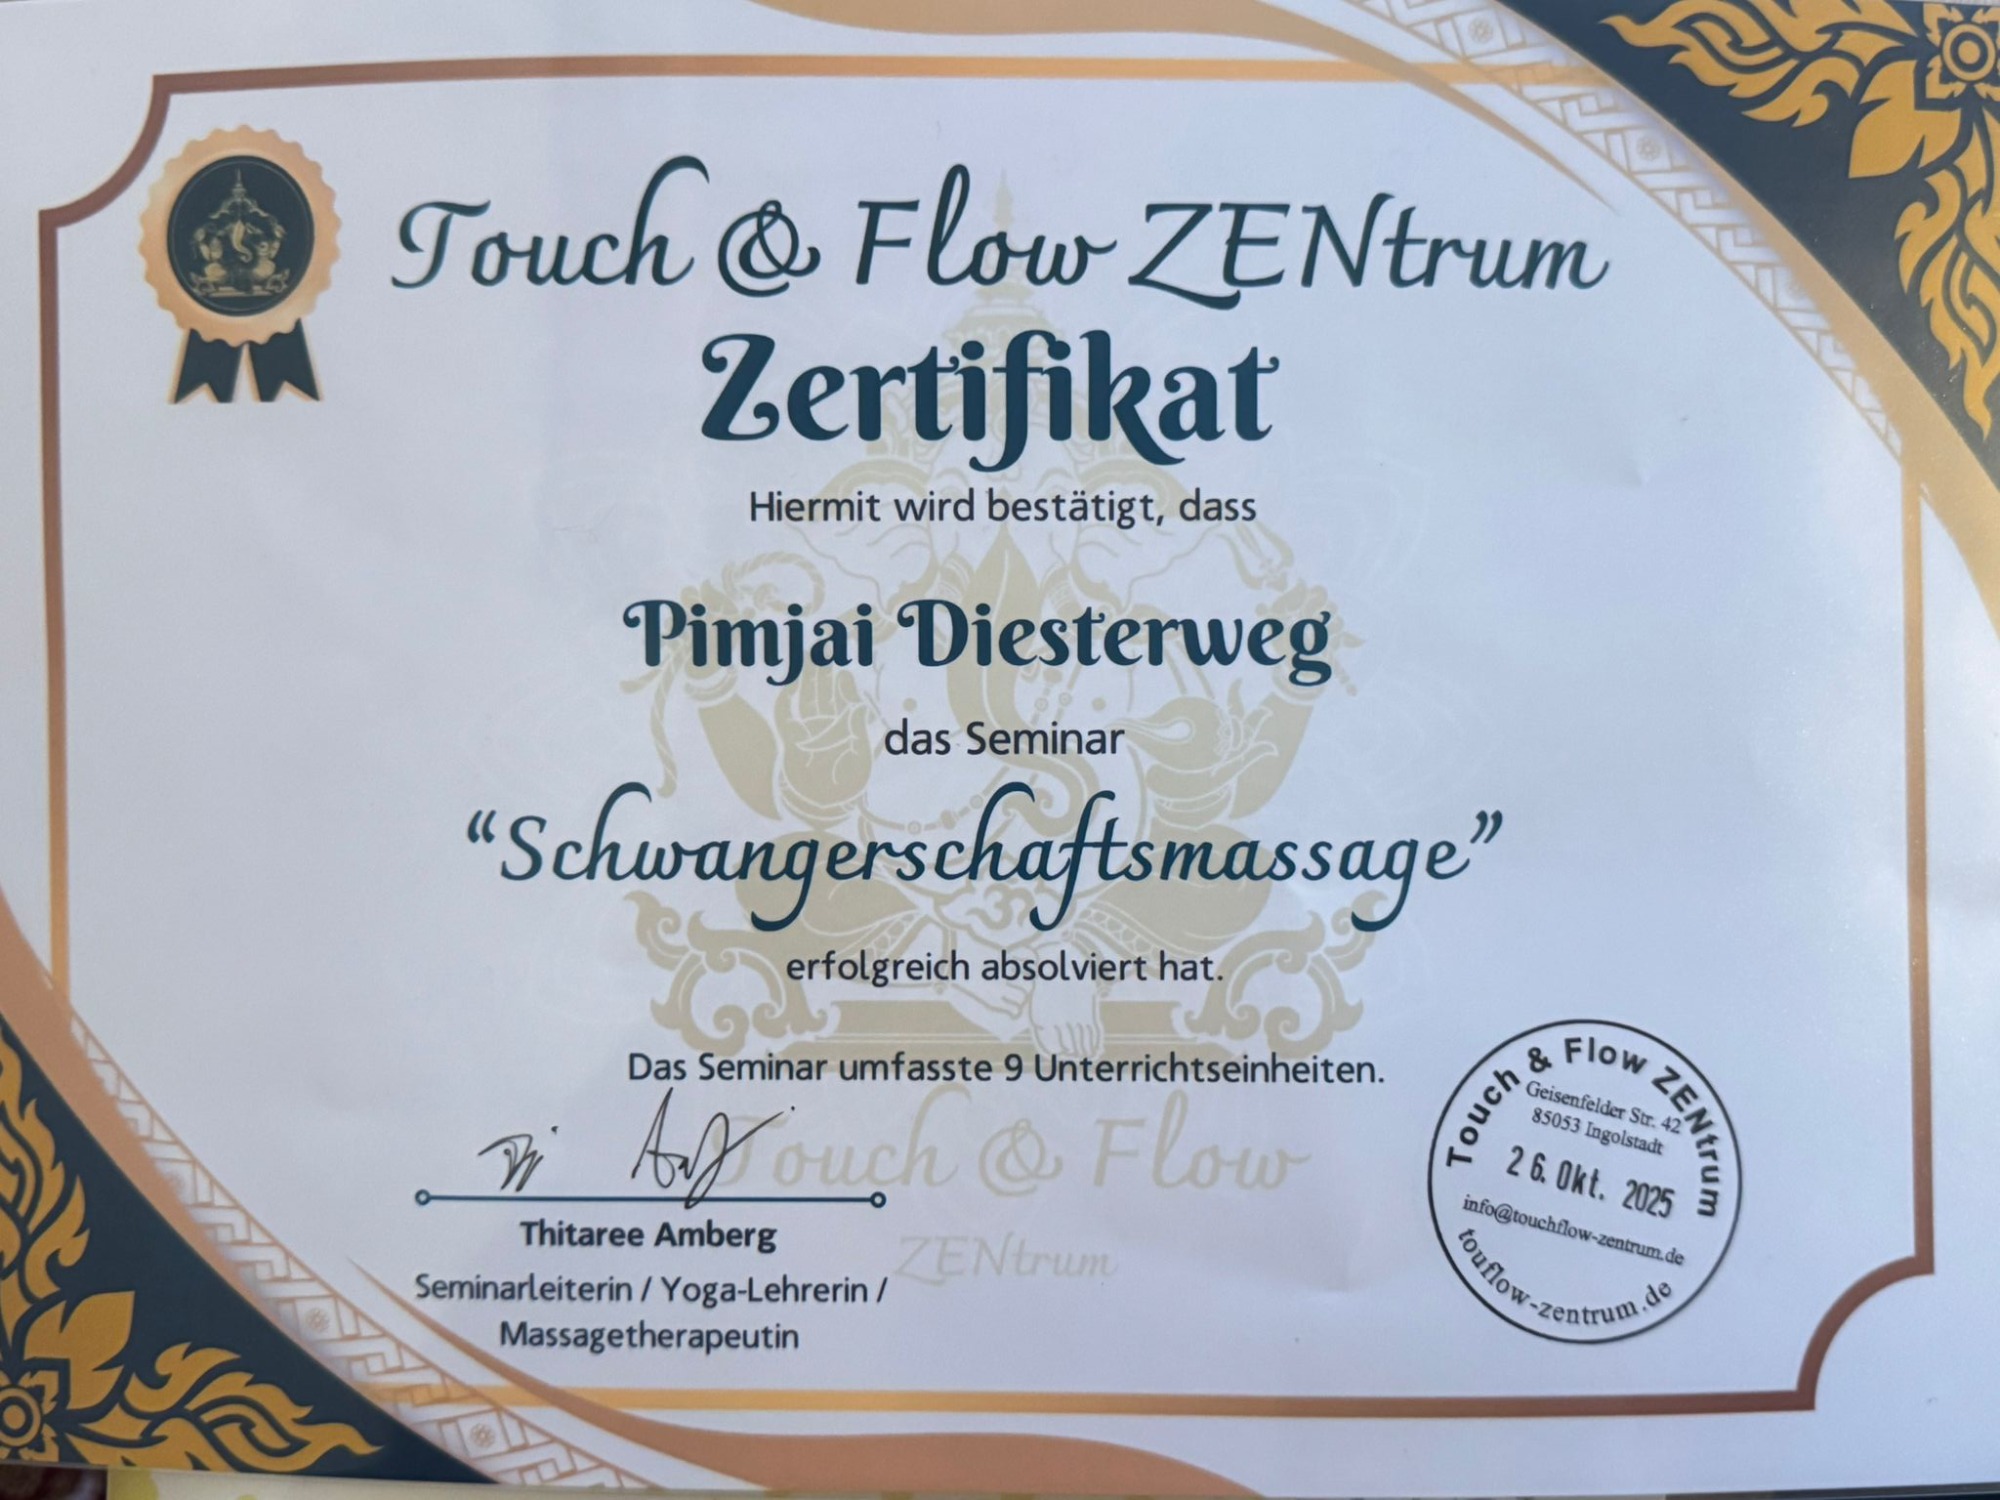 Touch & Flow ZENtrum
Zertifikat
Hiermit wird bestätigt, dass
Pimjai Diesterweg
das Seminar
“Schwangerschaftsmassage”
erfolgreich absolviert hat.
Das Seminar umfasste 9 Unterrichtseinheiten.
Touch & Flow
ZENtrum
Thitaree Amberg
Seminarleiterin / Yoga-Lehrerin /
Massagetherapeutin
Touch & Flow ZENtrum
Geisenfelder Str. 42
85053 Ingolstadt
26. Okt. 2025
info@touchflow-zentrum.de
touflow-zentrum.de